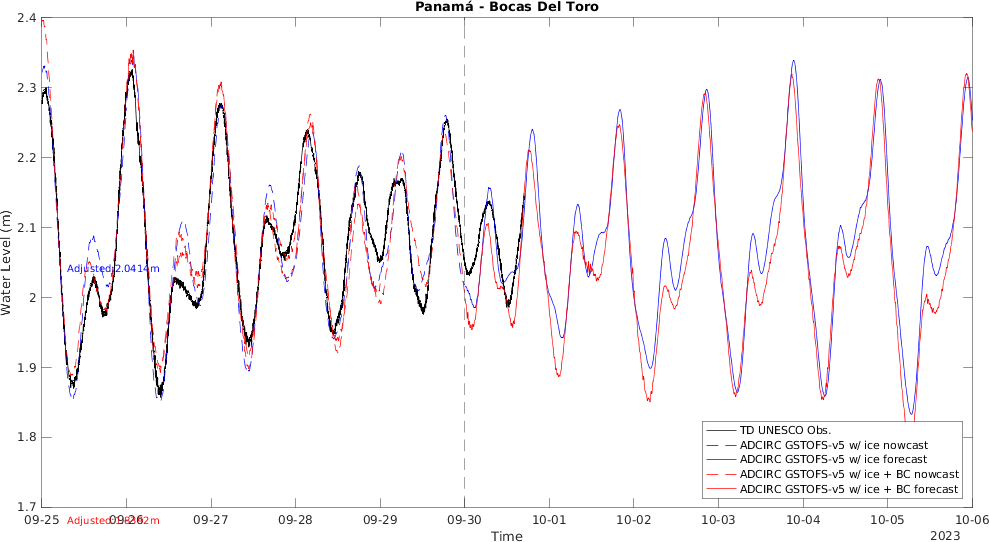 Panamá - Bocas Del Toro
2.4
2.3
2.2
2.1
2
1.9
1.8
1.7
Water Level (m)
Adjusted 2.0414m
TD UNESCO Obs.
ADCIRC GSTOFS-v5 w/ ice nowcast
ADCIRC GSTOFS-v5 w/ ice forecast
ADCIRC GSTOFS-v5 w/ ice + BC nowcast
ADCIRC GSTOFS-v5 w/ ice + BC forecast
09-25 09-26 09-27 09-28 09-29 09-30 10-01 10-02 10-03 10-04 10-05 10-06
Adjusted
Time
2023